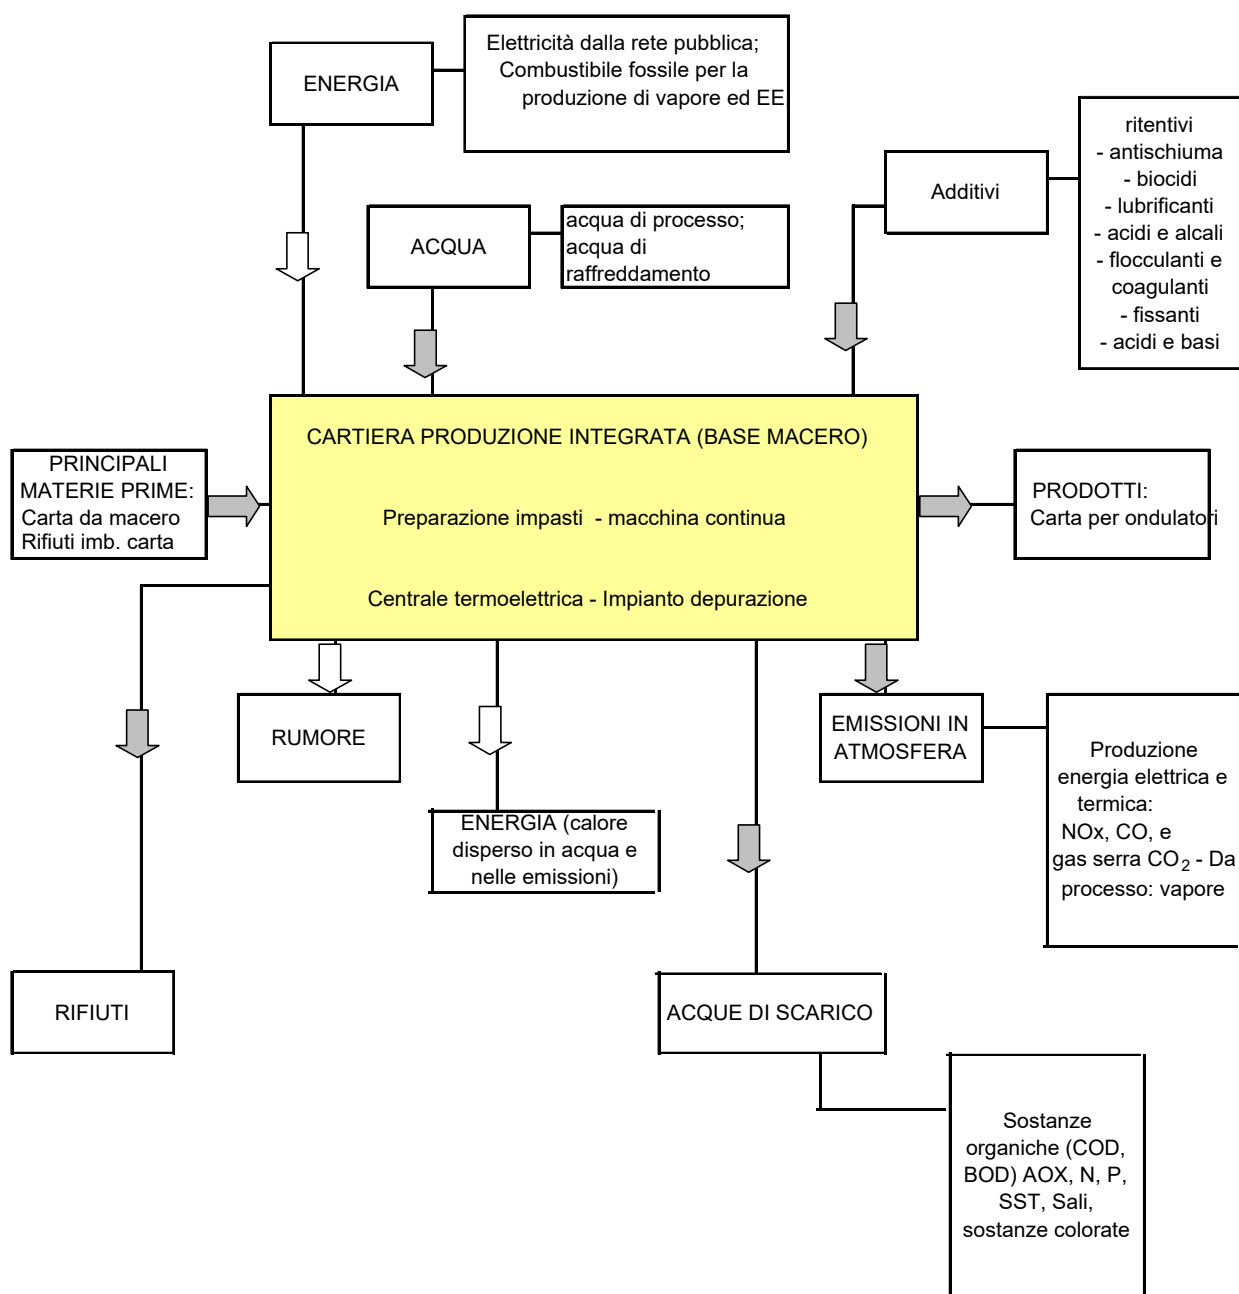 Elettricità dalla rete pubblica;
Combustibile fossile per la
produzione di vapore ed EE.
ENERGIA
ritentivi
- antischiuma
- biocidi
- lubrificanti
- acidi e alcali
- flocculanti e
coagulanti
- fissanti
- acidi e basi
Additivi
ACQUA
acqua di processo;
acqua di
raffreddamento
CARTIERA PRODUZIONE INTEGRATA (BASE MACERO)
Preparazione impasti - macchina continua
Centrale termoelettrica - Impianto depurazione
PRINCIPALI
MATERIE PRIME:
Carta da macero
Rifiuti imb. carta
PRODOTTI:
Carta per ondulatori
RUMORE
EMISSIONI IN
ATMOSFERA
Produzione
energia elettrica e
termica:
NOx, CO, e
gas serra CO2 - Da
processo: vapore
ENERGIA (calore
disperso in acqua e
nelle emissioni)
RIFIUTI
ACQUE DI SCARICO
Sostanze
organiche (COD,
BOD) AOX, N, P,
SST, Sali,
sostanze colorate